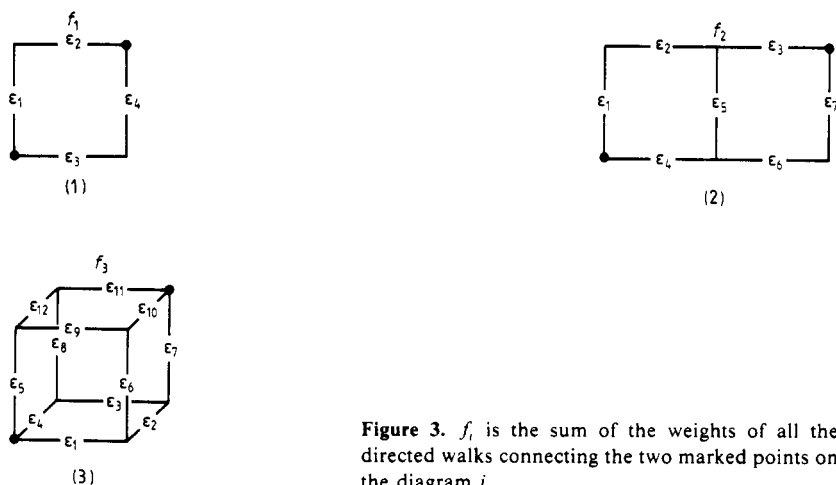 f₁
ε₂
ε₁
ε₄
ε₃
(1)
f₂
ε₂ ε₃
ε₁ ε₅ ε₇
ε₄ ε₆
(2)
f₃
ε₁₁
ε₁₂ ε₁₀
ε₉
ε₈ ε₇
ε₅ ε₆
ε₃
ε₄ ε₂
ε₁
(3)
Figure 3. fᵢ is the sum of the weights of all the
directed walks connecting the two marked points on
the diagram i.